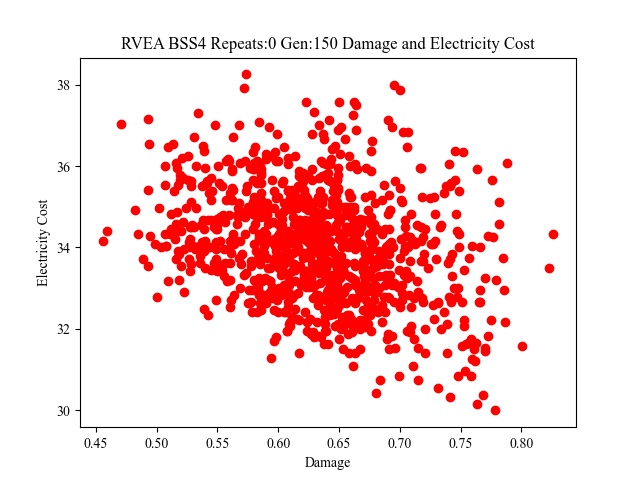 RVEA BSS4 Repeats:0 Gen:150 Damage and Electricity Cost
38
36
34
32
30
Electricity Cost
0.45 0.50 0.55 0.60 0.65 0.70 0.75 0.80
Damage